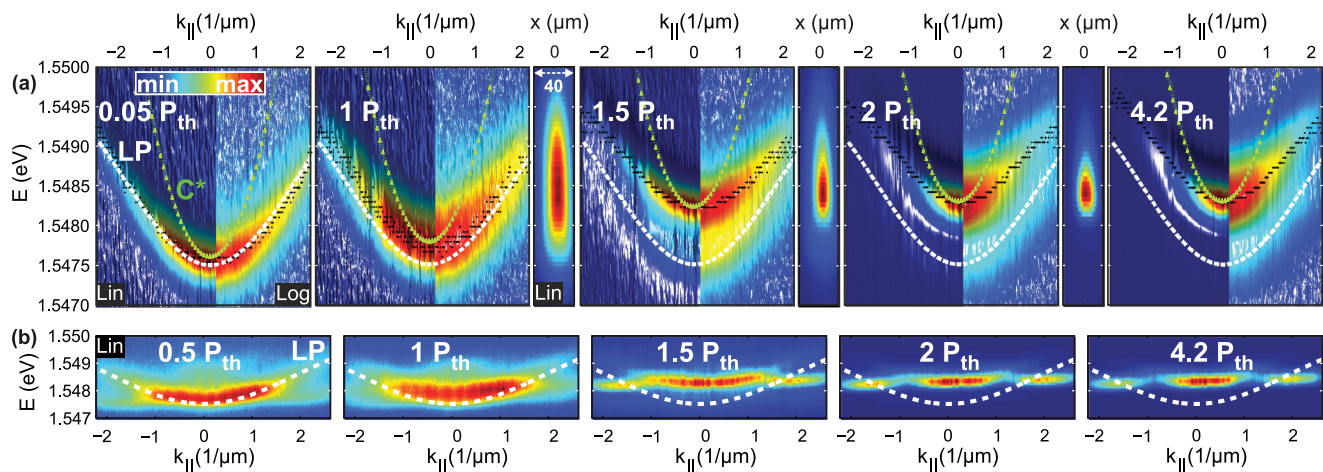 k||(1/μm) k||(1/μm) x (μm) k||(1/μm) x (μm) k||(1/μm) x (μm) k||(1/μm)
−2 −1 0 1 2 −2 −1 0 1 2 0 −2 −1 0 1 2 0 −2 −1 0 1 2 0 −2 −1 0 1 2
(a)
E (eV)
1.5500
1.5495
1.5490
1.5485
1.5480
1.5475
1.5470
min max
0.05 Pth
LP
C*
Lin
Log
1 Pth
40
Lin
1.5 Pth
2 Pth
4.2 Pth
(b)
E (eV)
1.550
1.549
1.548
1.547
Lin
0.5 Pth
LP
1 Pth
1.5 Pth
2 Pth
4.2 Pth
−2 −1 0 1 2 −2 −1 0 1 2 −2 −1 0 1 2 −2 −1 0 1 2 −2 −1 0 1 2
k||(1/μm) k||(1/μm) k||(1/μm) k||(1/μm) k||(1/μm)